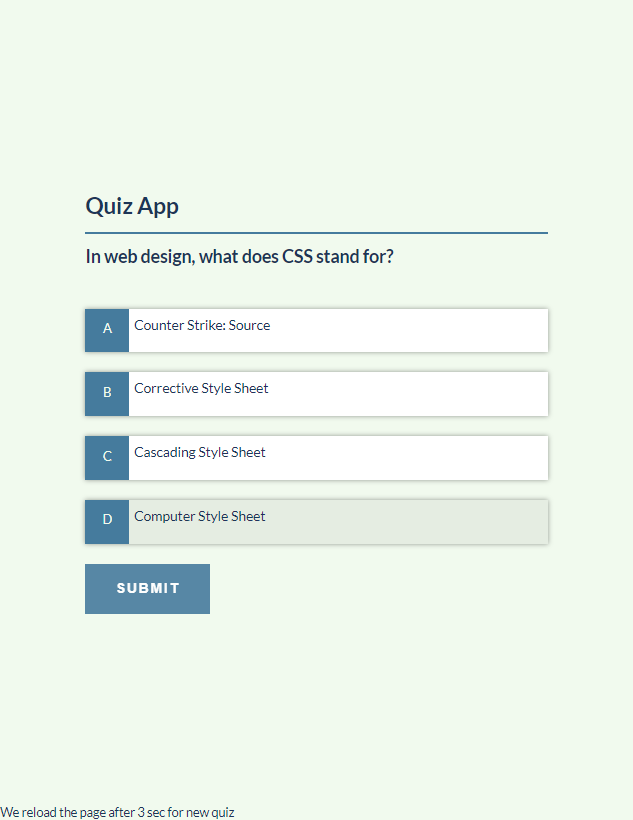 Quiz App
In web design, what does CSS stand for?
A Counter Strike: Source
B Corrective Style Sheet
C Cascading Style Sheet
D Computer Style Sheet
SUBMIT
We reload the page after 3 sec for new quiz